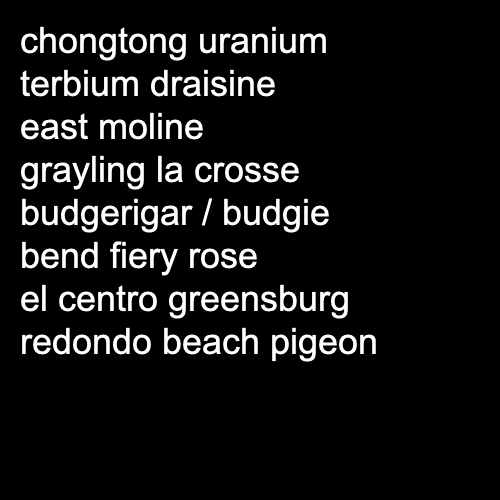 chongtong uranium
terbium draisine
east moline
grayling la crosse
budgerigar / budgie
bend fiery rose
el centro greensburg
redondo beach pigeon